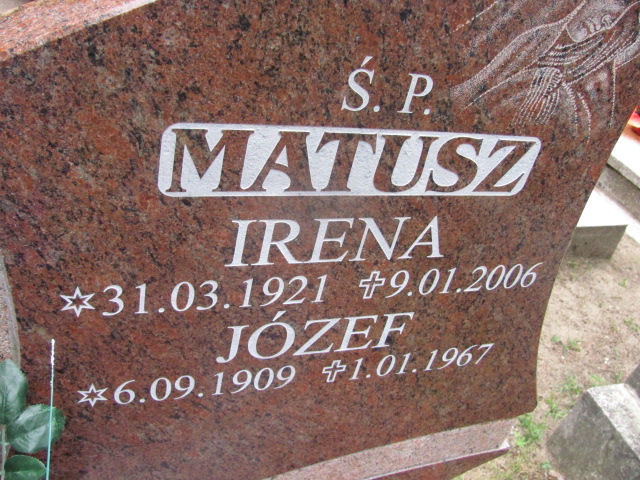 Ś. P.
MATUSZ
IRENA
✡31.03.1921 ✝9.01.2006
JÓZEF
✡6.09.1909 ✝1.01.1967